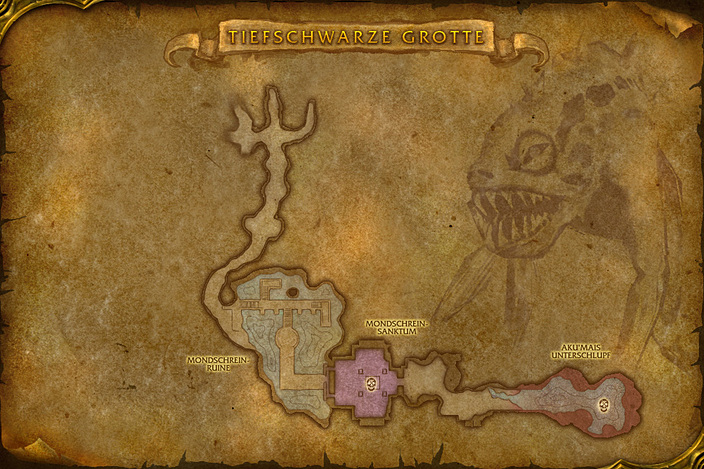 TIEFSCHWARZE GROTTE
MONDSCHREIN-
SANKTUM
AKU'MAIS
UNTERSCHLUPF
MONDSCHREIN-
RUINE